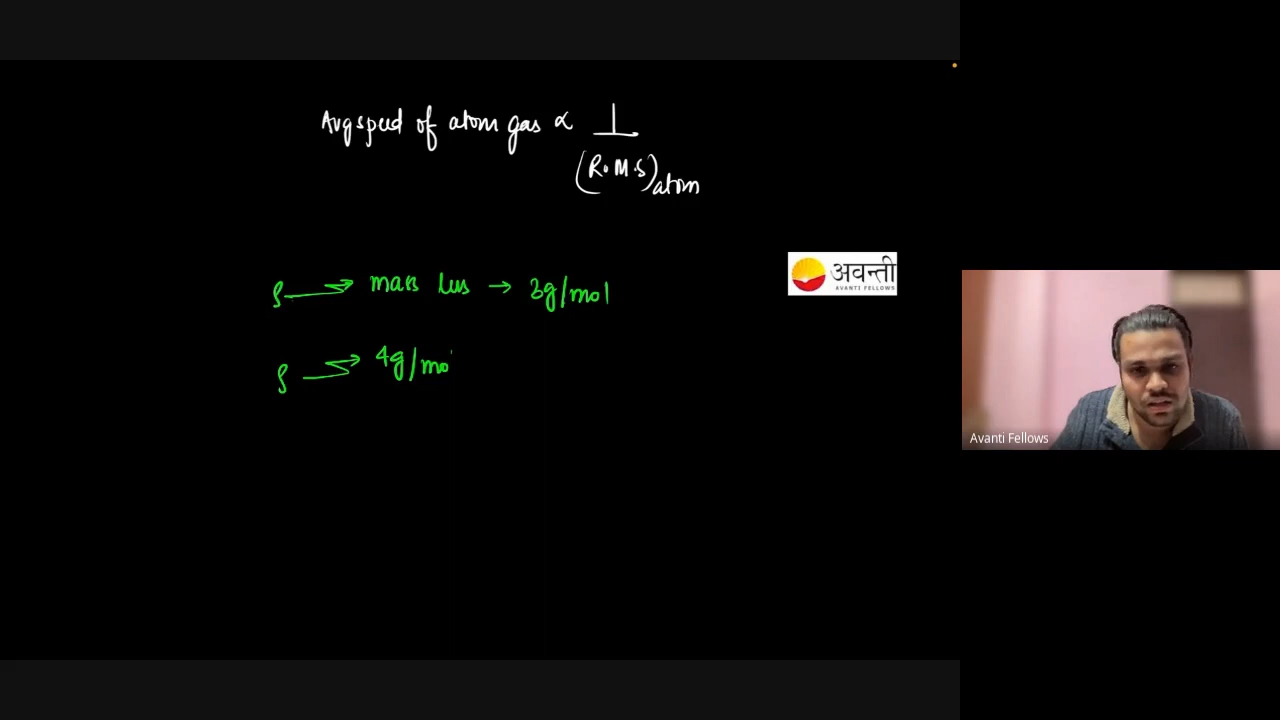 Avg speed of atom gas ∝ 1
(R.M.S)atom
अवन्ती
AVANTI FELLOWS
mass less → 3g/mol
4g/mo
Avanti Fellows